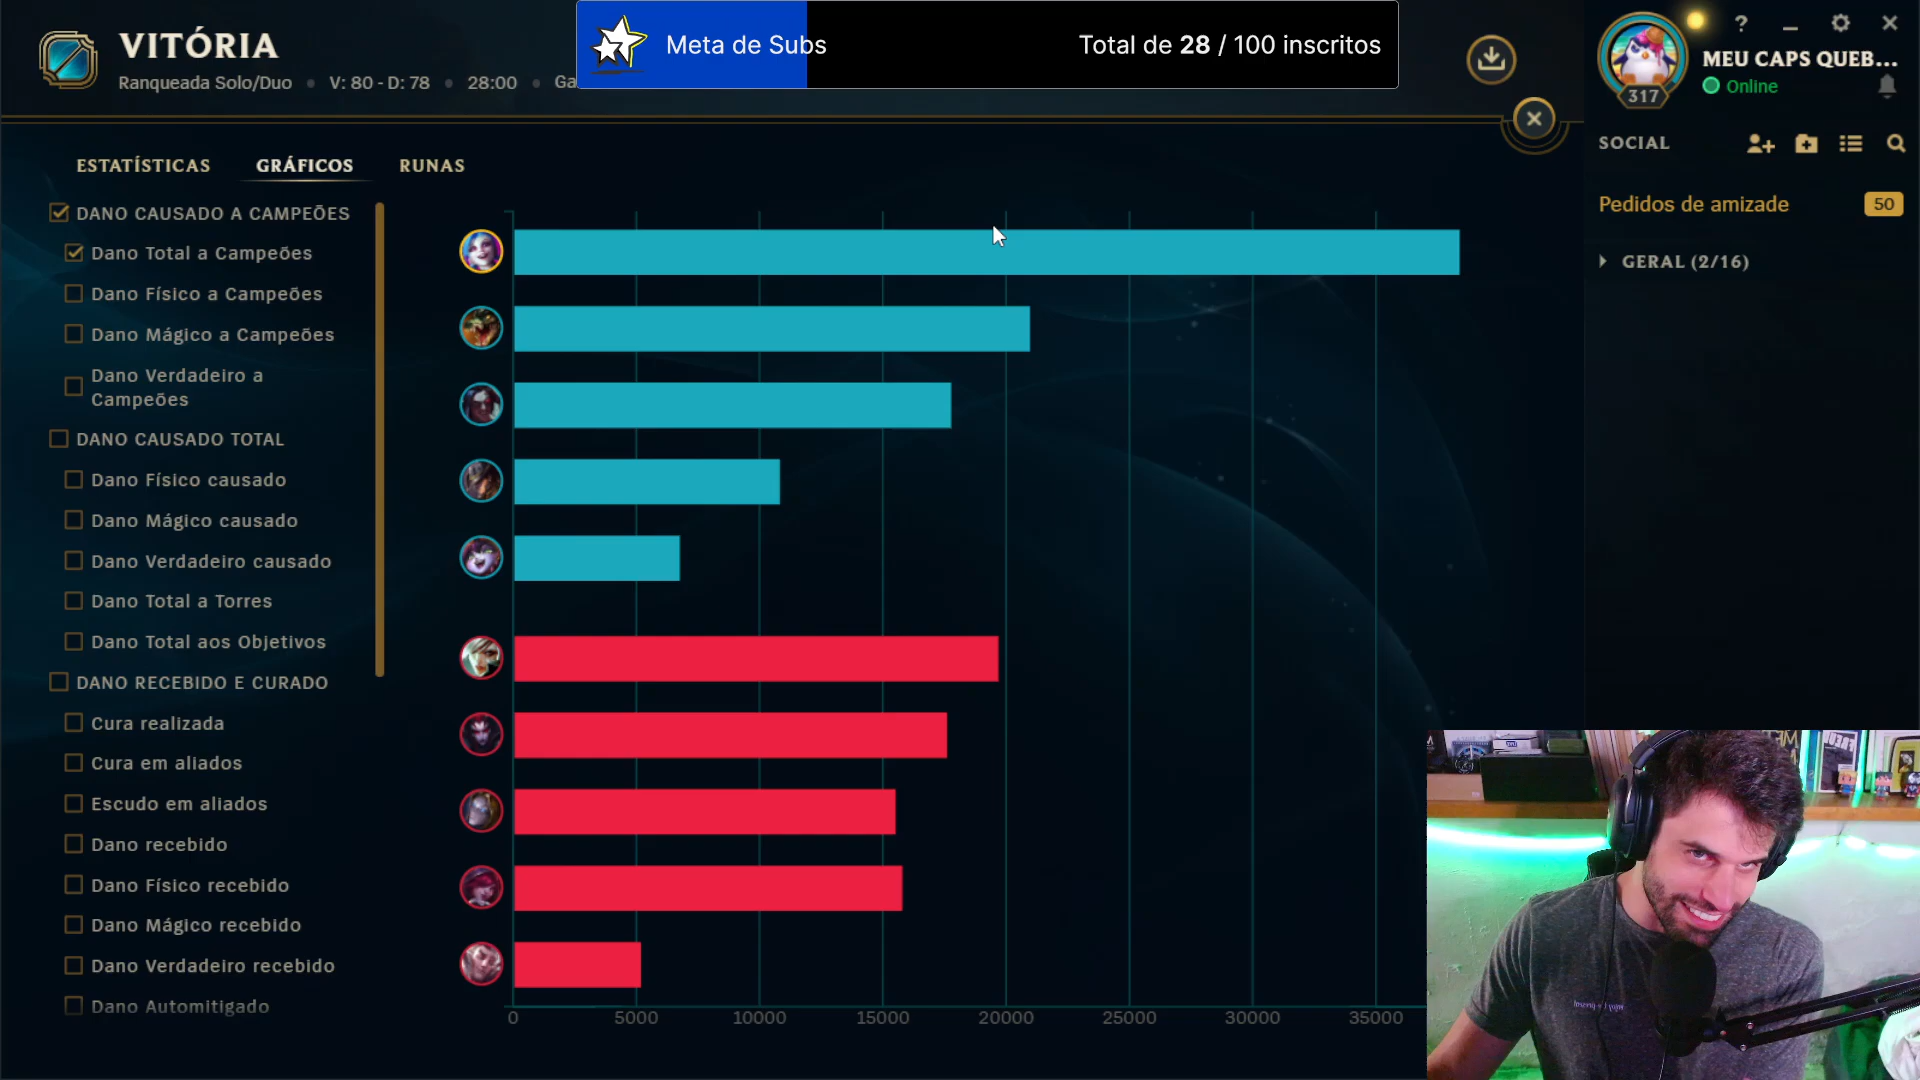 VITÓRIA
Ranqueada Solo/Duo • V: 80 - D: 78 • 28:00 • Ga
Meta de Subs
Total de 28 / 100 inscritos
MEU CAPS QUEB...
Online
317
SOCIAL
Pedidos de amizade
50
GERAL (2/16)
ESTATÍSTICAS
GRÁFICOS
RUNAS
DANO CAUSADO A CAMPEÕES
Dano Total a Campeões
Dano Físico a Campeões
Dano Mágico a Campeões
Dano Verdadeiro a
Campeões
DANO CAUSADO TOTAL
Dano Físico causado
Dano Mágico causado
Dano Verdadeiro causado
Dano Total a Torres
Dano Total aos Objetivos
DANO RECEBIDO E CURADO
Cura realizada
Cura em aliados
Escudo em aliados
Dano recebido
Dano Físico recebido
Dano Mágico recebido
Dano Verdadeiro recebido
Dano Automitigado
0 5000 10000 15000 20000 25000 30000 35000